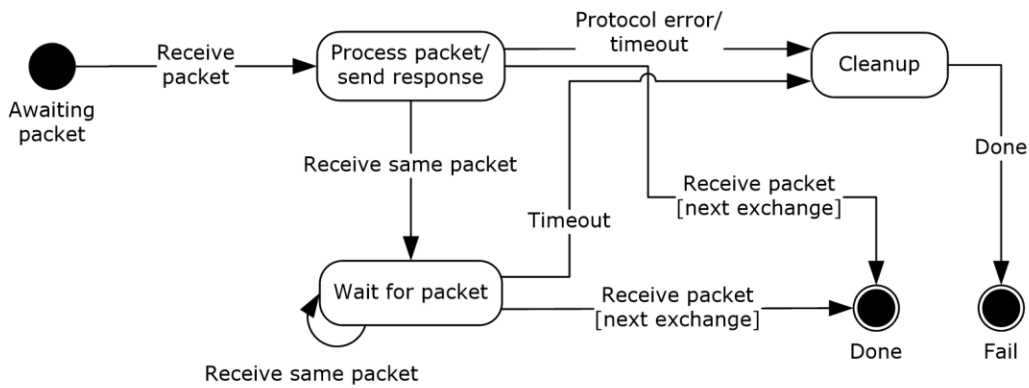 Protocol error/
timeout
Receive
packet
Process packet/
send response
Cleanup
Awaiting
packet
Done
Receive same packet
Receive packet
[next exchange]
Timeout
Wait for packet
Receive packet
[next exchange]
Done
Fail
Receive same packet